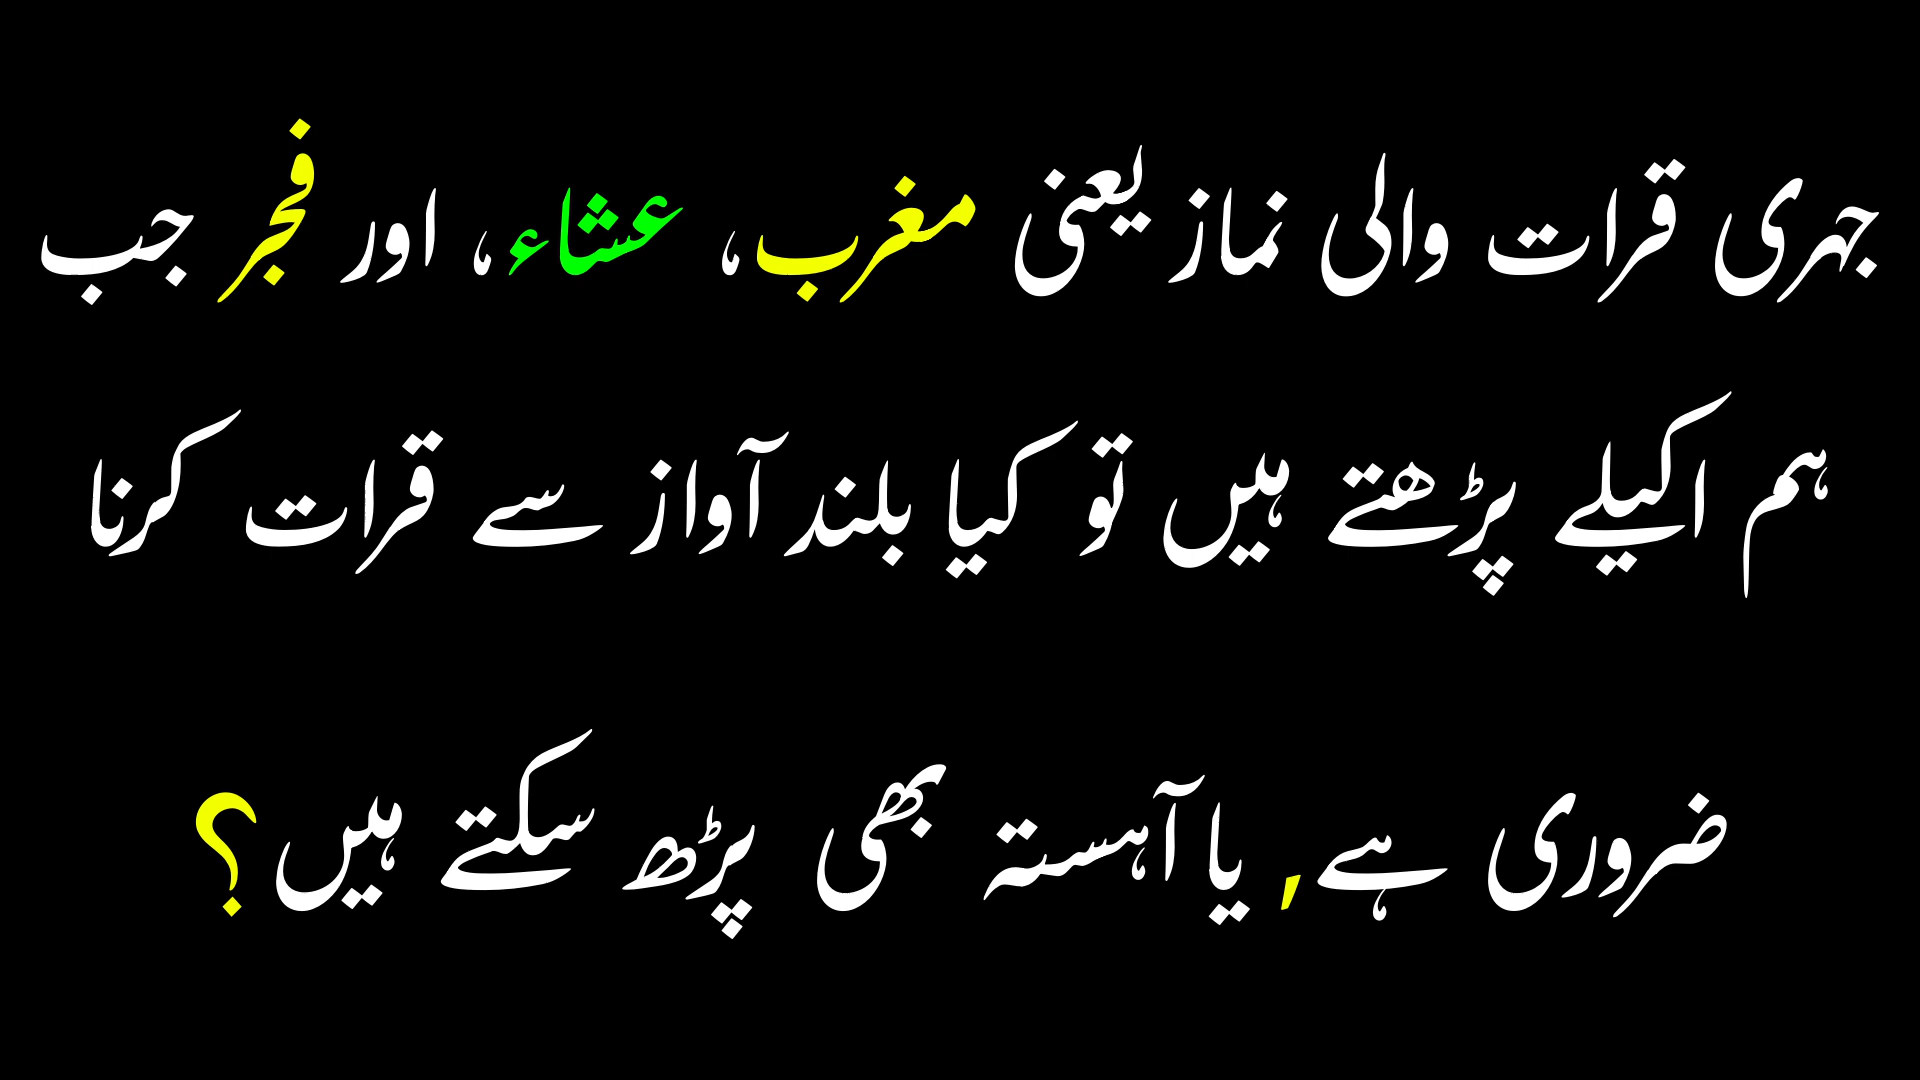 جہری قرات والی نماز یعنی مغرب، عشاء، اور فجر جب
ہم اکیلے پڑھتے ہیں تو کیا بلند آواز سے قرات کرنا
ضروری ہے, یا آہستہ بھی پڑھ سکتے ہیں؟